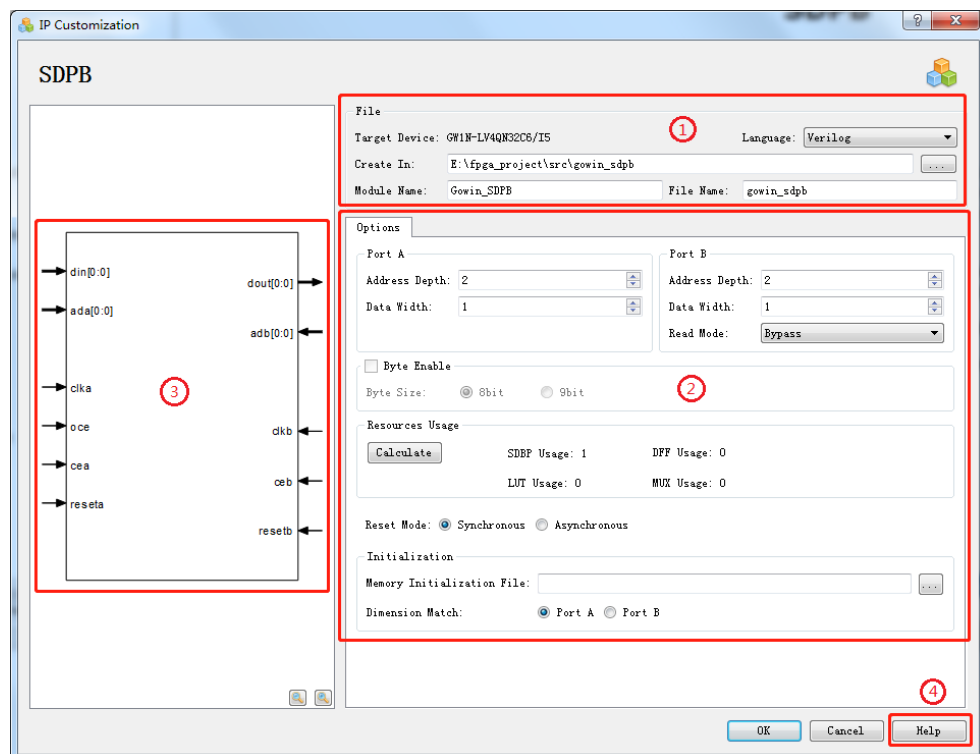 IP Customization
SDPB
File
①
Target Device: GW1N-LV4QN32C6/I5 Language: Verilog
Create In: E:\fpga_project\src\gowin_sdpb ...
Module Name: Gowin_SDPB File Name: gowin_sdpb
Options
Port A Port B
Address Depth: 2 Address Depth: 2
Data Width: 1 Data Width: 1
Read Mode: Bypass
Byte Enable
②
Byte Size: 8bit 9bit
Resources Usage
Calculate SDBP Usage: 1 DFF Usage: 0
LUT Usage: 0 MUX Usage: 0
Reset Mode: Synchronous Asynchronous
Initialization
Memory Initialization File: ...
Dimension Match: Port A Port B
din[0:0] dout[0:0]
ada[0:0] adb[0:0]
clka ③
oce clkb
cea ceb
reseta resetb
④
OK Cancel Help